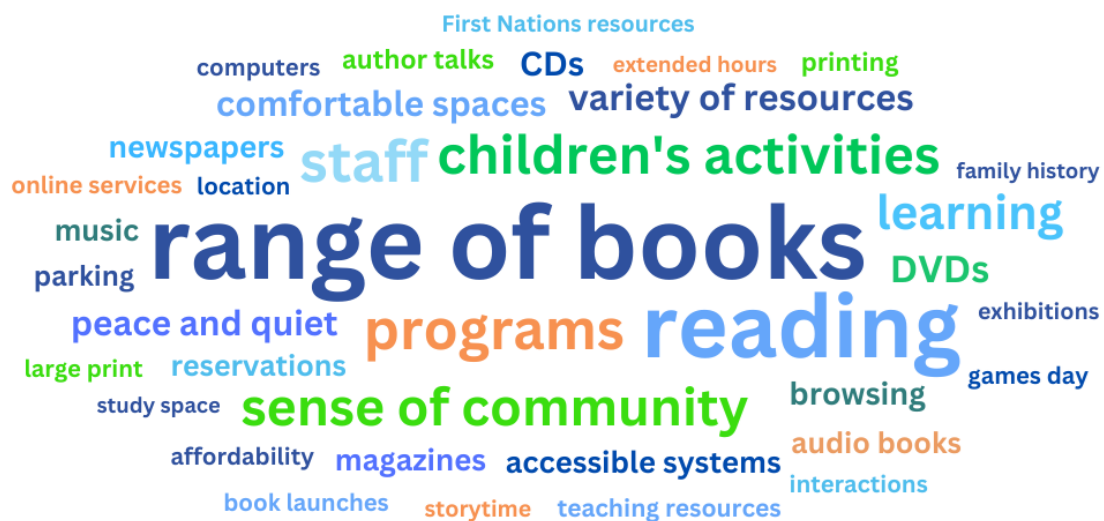 First Nations resources
computers author talks CDs extended hours printing
comfortable spaces variety of resources
newspapers staff children's activities family history
online services location
music range of books learning
parking DVDs
peace and quiet programs reading exhibitions
large print reservations games day
study space sense of community browsing
affordability magazines accessible systems audio books
interactions
book launches storytime teaching resources